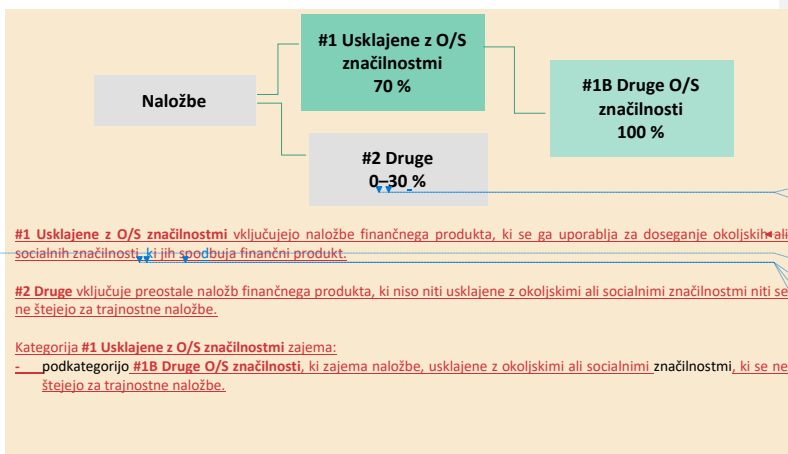 #1 Usklajene z O/S
značilnostmi
70 %
Naložbe
#1B Druge O/S
značilnosti
100 %
#2 Druge
0–30 %
#1 Usklajene z O/S značilnostmi vključujejo naložbe finančnega produkta, ki se ga uporablja za doseganje okoljskih ali
socialnih značilnosti, ki jih spodbuja finančni produkt.
#2 Druge vključuje preostale naložb finančnega produkta, ki niso niti usklajene z okoljskimi ali socialnimi značilnostmi niti se
ne štejejo za trajnostne naložbe.
Kategorija #1 Usklajene z O/S značilnostmi zajema:
- podkategorijo #1B Druge O/S značilnosti, ki zajema naložbe, usklajene z okoljskimi ali socialnimi značilnostmi, ki se ne
štejejo za trajnostne naložbe.